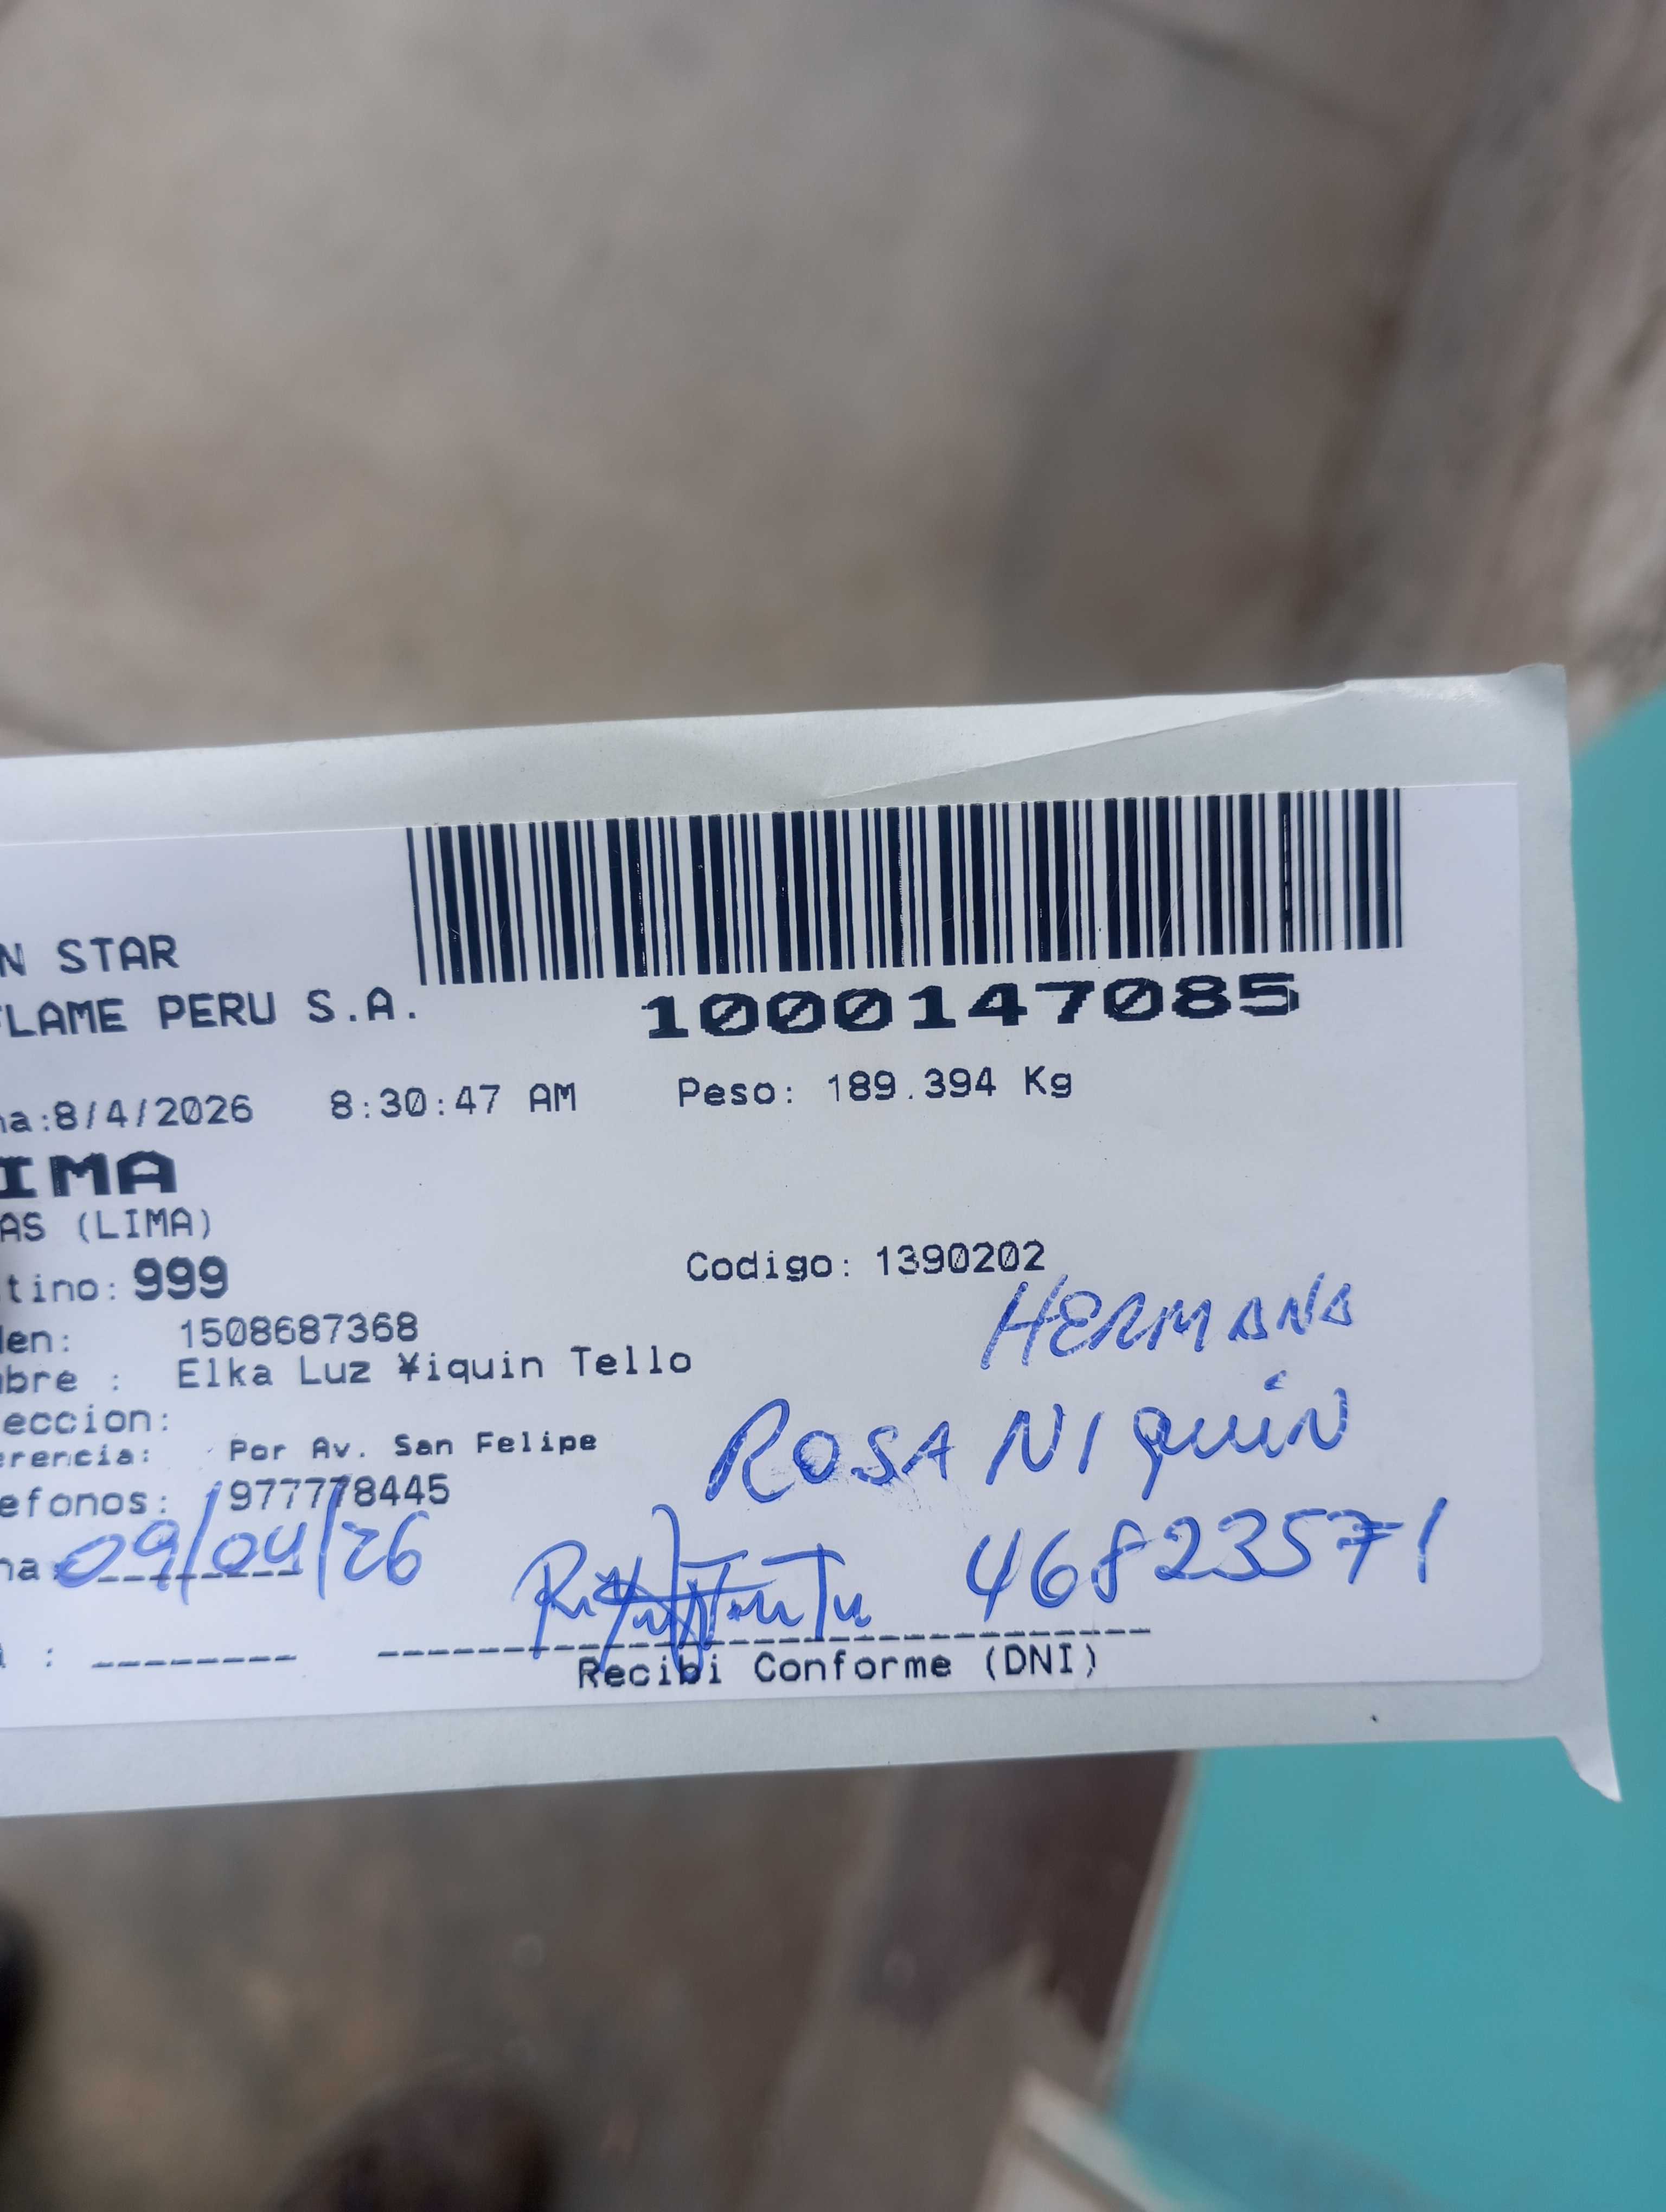 N STAR
FLAME PERU S.A.
1000147085
na:8/4/2026 8:30:47 AM Peso: 189.394 Kg
IMA
AS (LIMA)
tino: 999 Codigo: 1390202
HERMANA
den: 1508687368
bre : Elka Luz ¥iquin Tello
eccion:
erencia: Por Av. San Felipe
ROSA NIquiN
efonos: 977778445
na 09/04/26
46823571
Recibi Conforme (DNI)